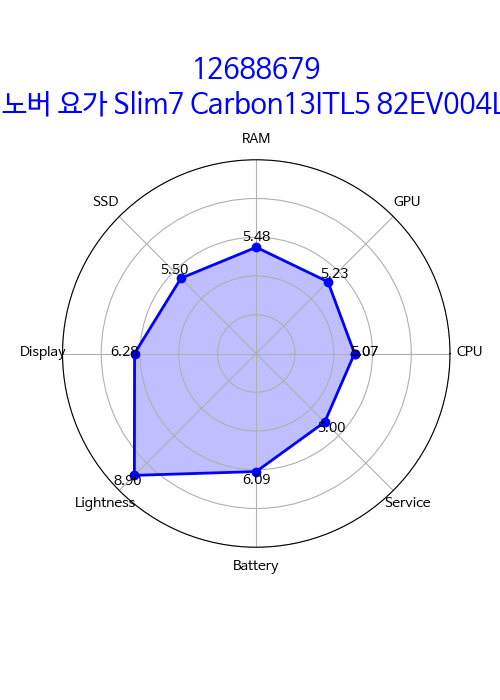 12688679
노버 요가 Slim7 Carbon13ITL5 82EV004L
RAM
SSD
GPU
5.48
5.50
5.23
Display
6.28
5.07
CPU
5.00
8.90
6.09
Lightness
Service
Battery